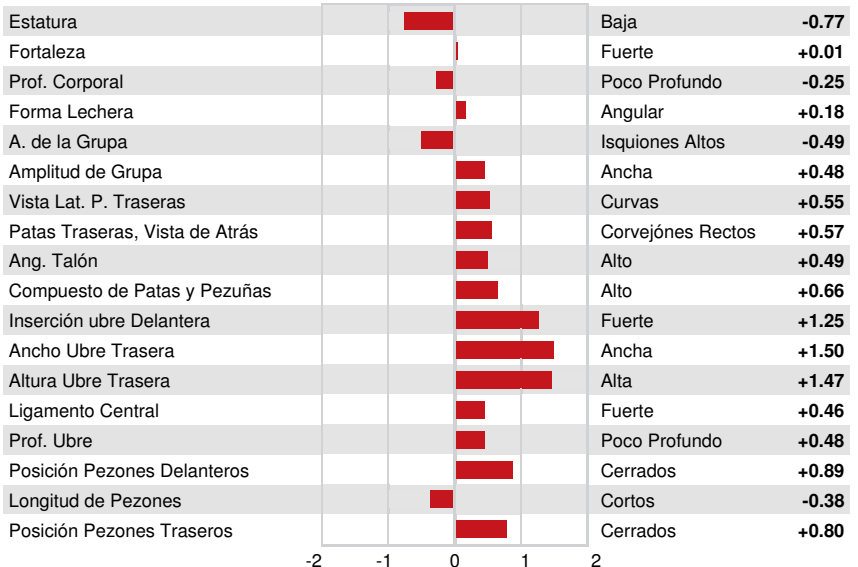 Estatura Baja -0.77
Fortaleza Fuerte +0.01
Prof. Corporal Poco Profundo -0.25
Forma Lechera Angular +0.18
A. de la Grupa Isquiones Altos -0.49
Amplitud de Grupa Ancha +0.48
Vista Lat. P. Traseras Curvas +0.55
Patas Traseras, Vista de Atrás Corvejónes Rectos +0.57
Ang. Talón Alto +0.49
Compuesto de Patas y Pezuñas Alto +0.66
Inserción ubre Delantera Fuerte +1.25
Ancho Ubre Trasera Ancha +1.50
Altura Ubre Trasera Alta +1.47
Ligamento Central Fuerte +0.46
Prof. Ubre Poco Profundo +0.48
Posición Pezones Delanteros Cerrados +0.89
Longitud de Pezones Cortos -0.38
Posición Pezones Traseros Cerrados +0.80
-2 -1 0 1 2